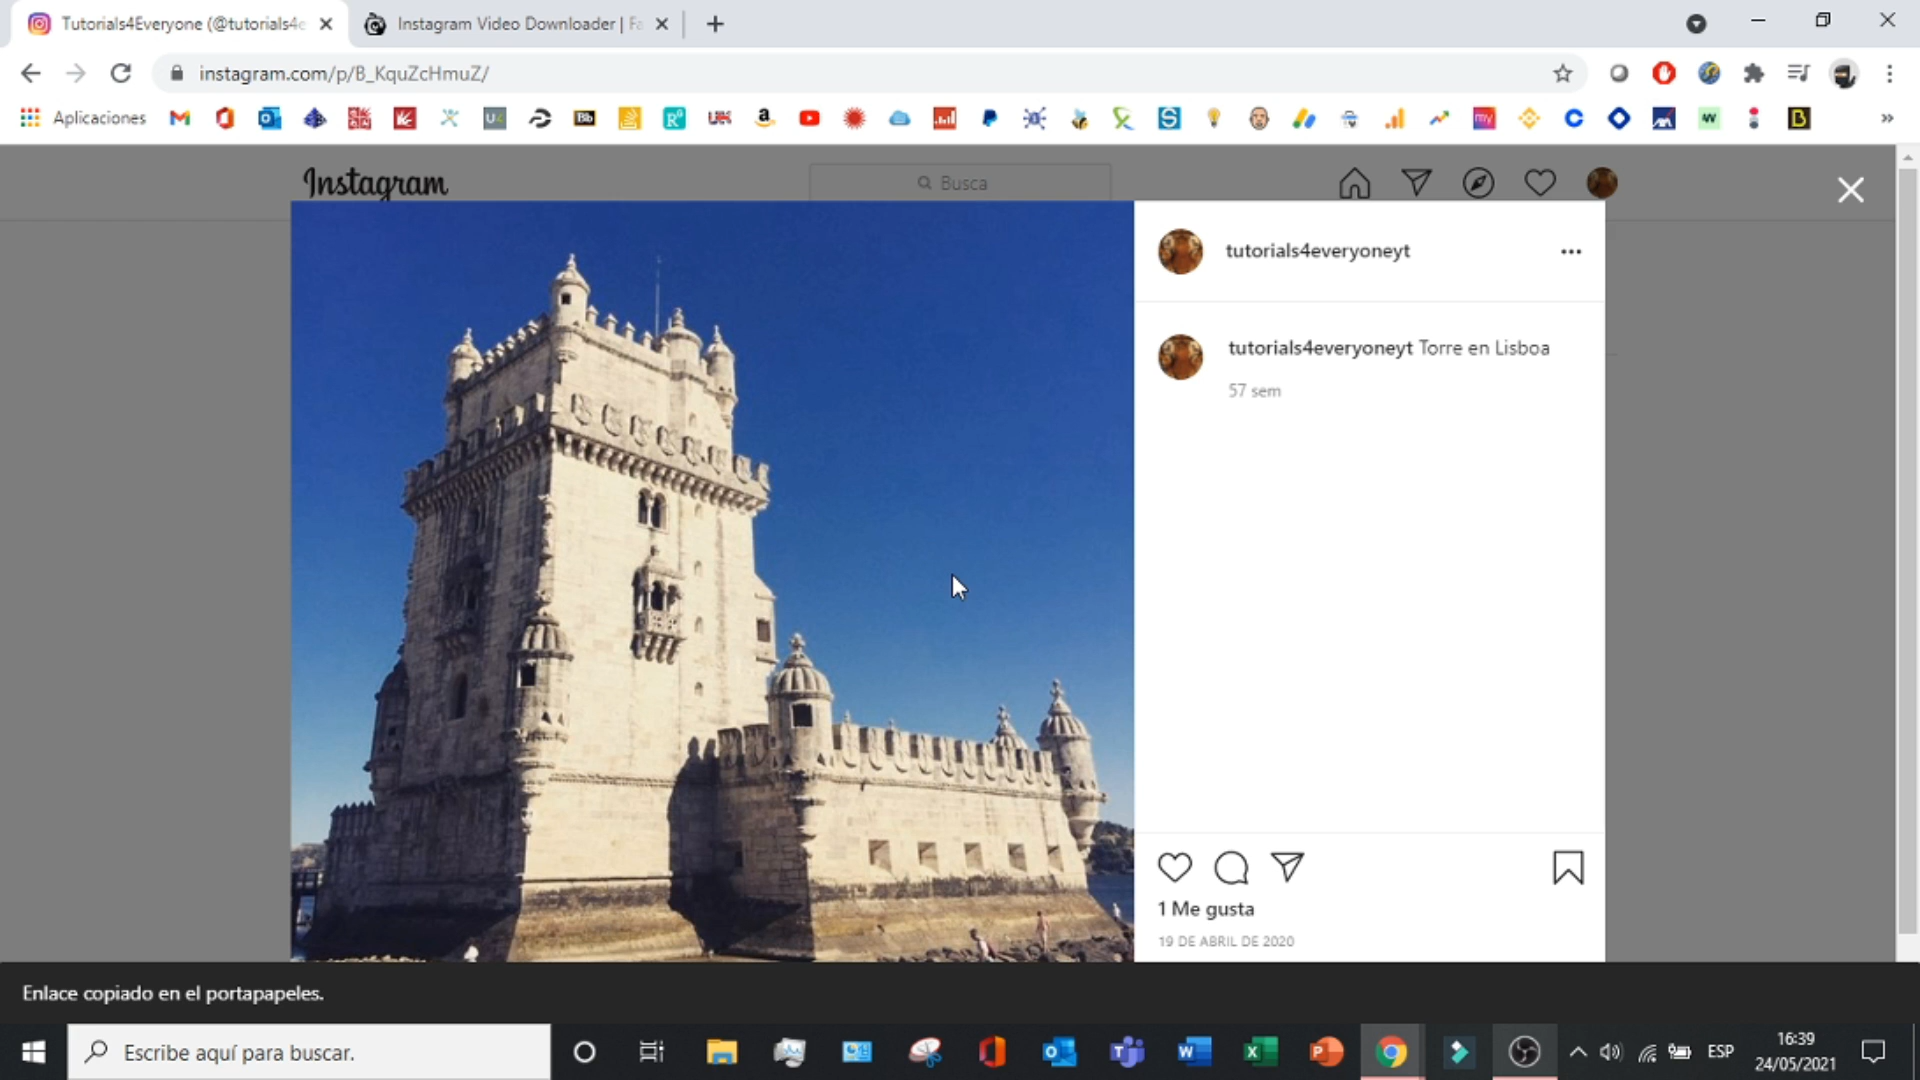 Tutorials4Everyone (@tutorials4e
Instagram Video Downloader | Fa
instagram.com/p/B_KquZcHmuZ/
Aplicaciones
Instagram
Busca
tutorials4everyoneyt
tutorials4everyoneyt Torre en Lisboa
57 sem
1 Me gusta
19 DE ABRIL DE 2020
Enlace copiado en el portapapeles.
Escribe aquí para buscar.
ESP
16:39
24/05/2021